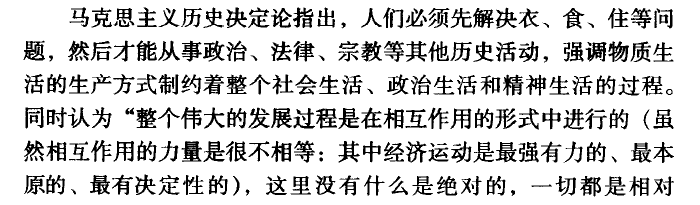 马克思主义历史决定论指出，人们必须先解决衣、食、住等问
题，然后才能从事政治、法律、宗教等其他历史活动，强调物质生
活的生产方式制约着整个社会生活、政治生活和精神生活的过程。
同时认为“整个伟大的发展过程是在相互作用的形式中进行的（虽
然相互作用的力量是很不相等：其中经济运动是最强有力的、最本
原的、最有决定性的），这里没有什么是绝对的，一切都是相对